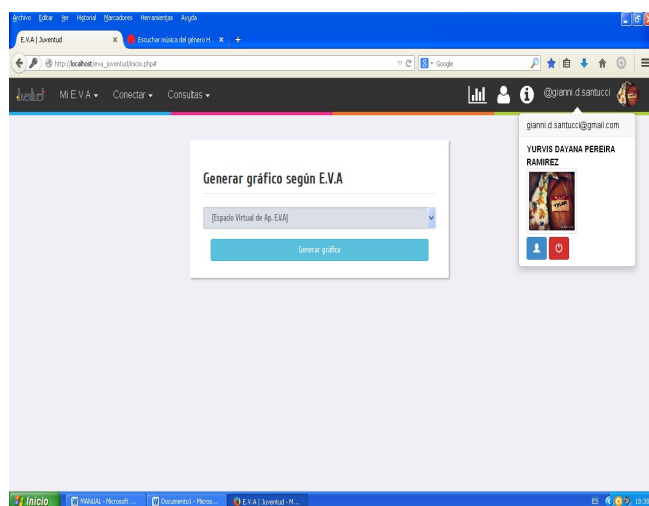 Archivo Editar Ver Historial Marcadores Herramientas Ayuda
E.V.A | Juventud
Escuchar música del género H...
http://localhost/eva_juventud/inicio.php#
Google
Mi E.V.A
Conectar
Consultas
@gianni.d.santucci
gianni.d.santucci@gmail.com
YURVIS DAYANA PEREIRA
RAMIREZ
Generar gráfico según E.V.A
[Espacio Virtual de Ap. E.V.A]
Generar gráfica
Inicio
MANUAL - Microsoft ...
Documento1 - Micros...
E.V.A | Juventud - M...
ES